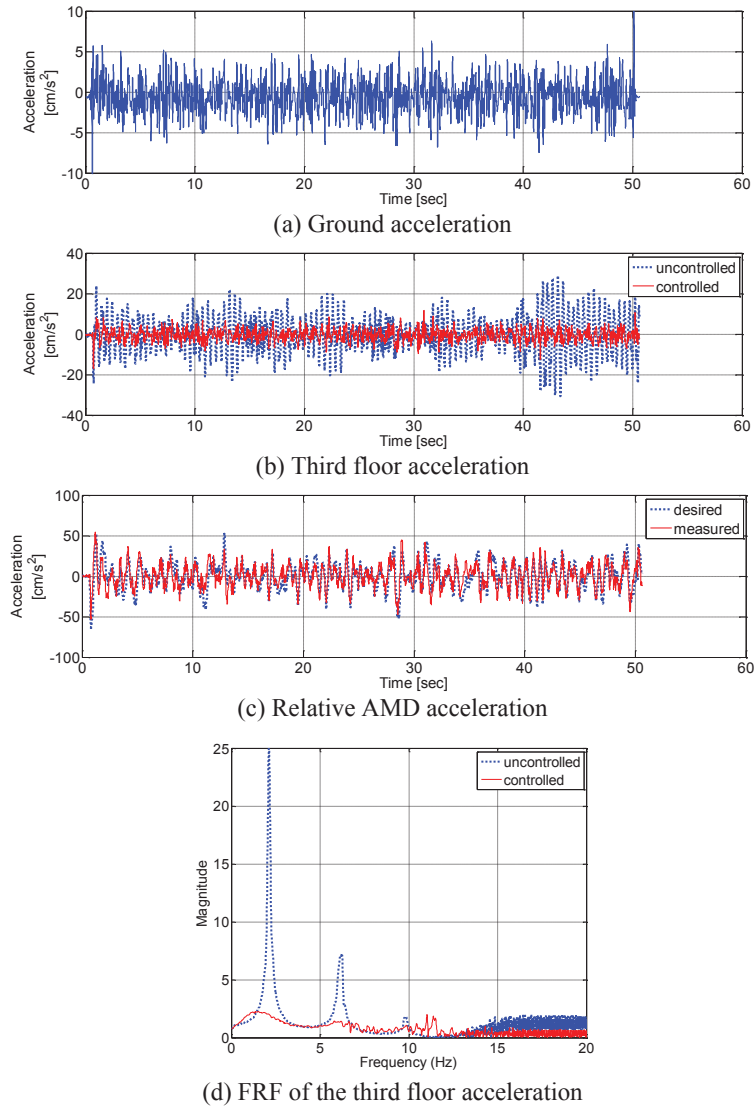 10
5
0
-5
-10
Acceleration
[cm/s²]
0 10 20 30 40 50 60
Time [sec]
(a) Ground acceleration
40
20
0
-20
-40
Acceleration
[cm/s²]
uncontrolled
controlled
0 10 20 30 40 50 60
Time [sec]
(b) Third floor acceleration
100
50
0
-50
-100
Acceleration
[cm/s²]
desired
measured
0 10 20 30 40 50 60
Time [sec]
(c) Relative AMD acceleration
25
20
15
10
5
0
Magnitude
uncontrolled
controlled
0 5 10 15 20
Frequency (Hz)
(d) FRF of the third floor acceleration